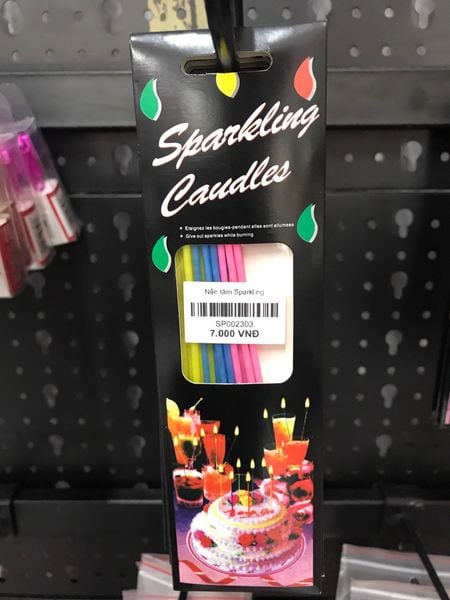 Sparkling
Candles
• Eteignez les bougies-pendant elles sont allumees
• Give out sparkles while burning
Nến tăm Sparkling
SP002303
7.000 VNĐ